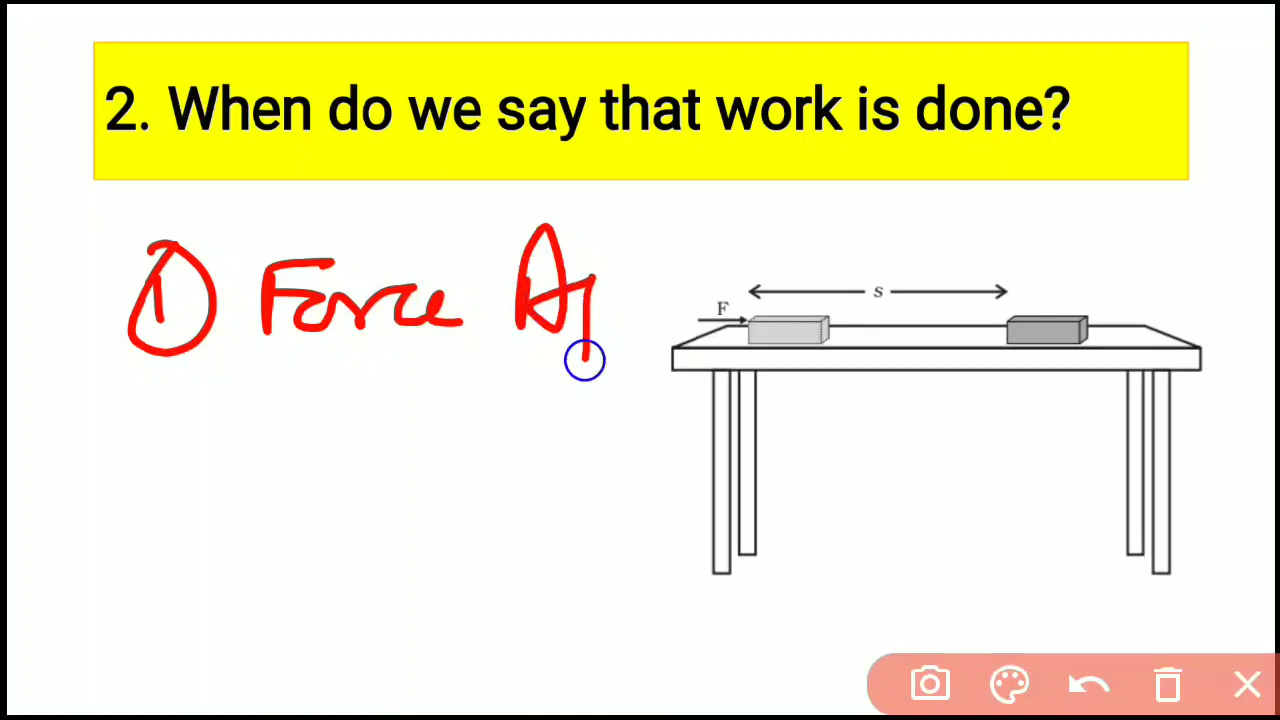 2. When do we say that work is done?
① Force
s
F